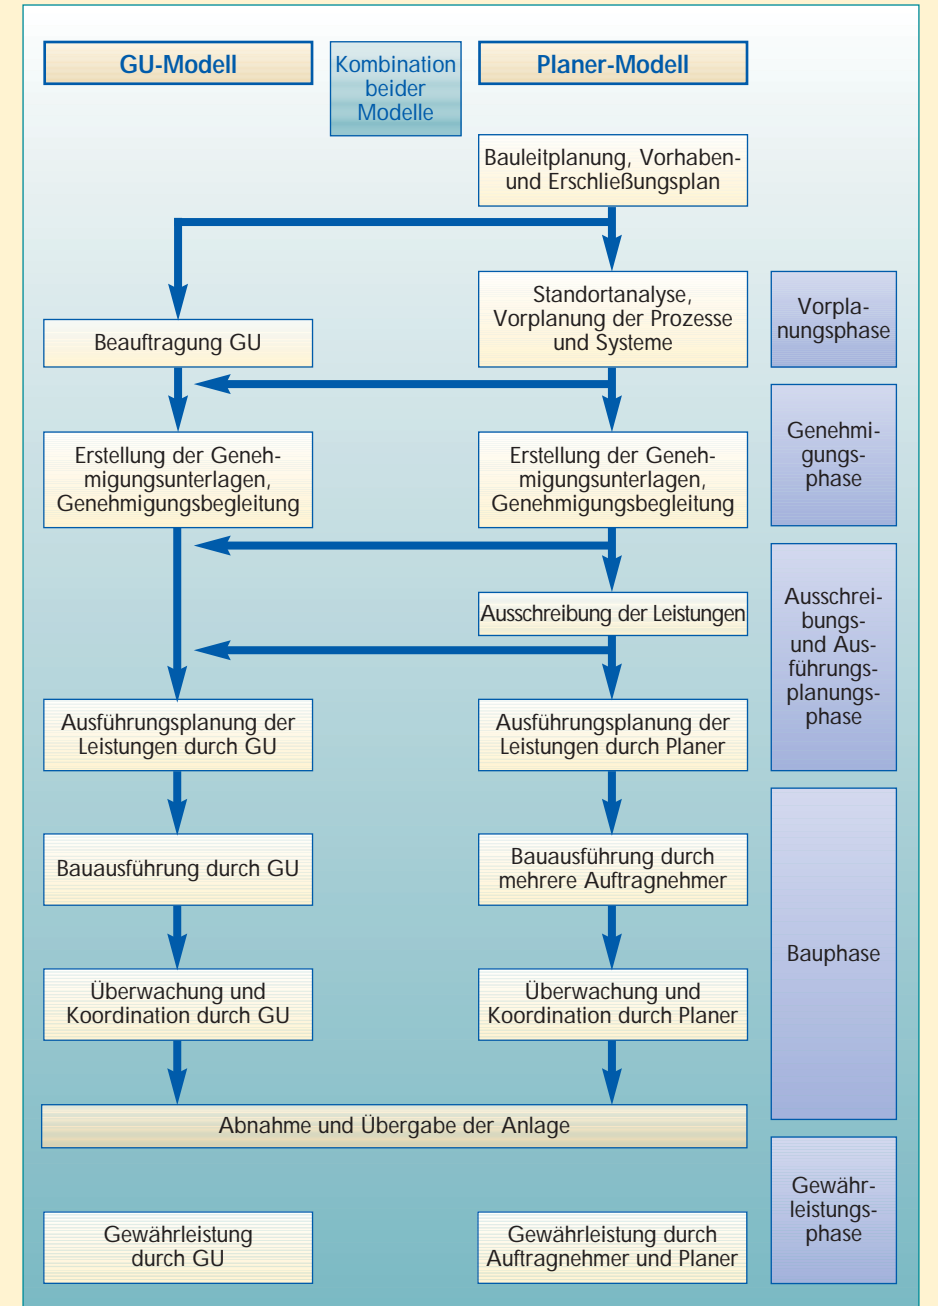 GU-Modell
Kombination
beider
Modelle
Planer-Modell
Bauleitplanung, Vorhaben-
und Erschließungsplan
Standortanalyse,
Vorplanung der Prozesse
und Systeme
Vorpla-
nungsphase
Beauftragung GU
Erstellung der Geneh-
migungsunterlagen,
Genehmigungsbegleitung
Erstellung der Geneh-
migungsunterlagen,
Genehmigungsbegleitung
Genehmi-
gungs-
phase
Ausschreibung der Leistungen
Ausschrei-
bungs-
und Aus-
führungs-
planungs-
phase
Ausführungsplanung der
Leistungen durch GU
Ausführungsplanung der
Leistungen durch Planer
Bauausführung durch GU
Bauausführung durch
mehrere Auftragnehmer
Bauphase
Überwachung und
Koordination durch GU
Überwachung und
Koordination durch Planer
Abnahme und Übergabe der Anlage
Gewährleistung
durch GU
Gewährleistung durch
Auftragnehmer und Planer
Gewähr-
leistungs-
phase